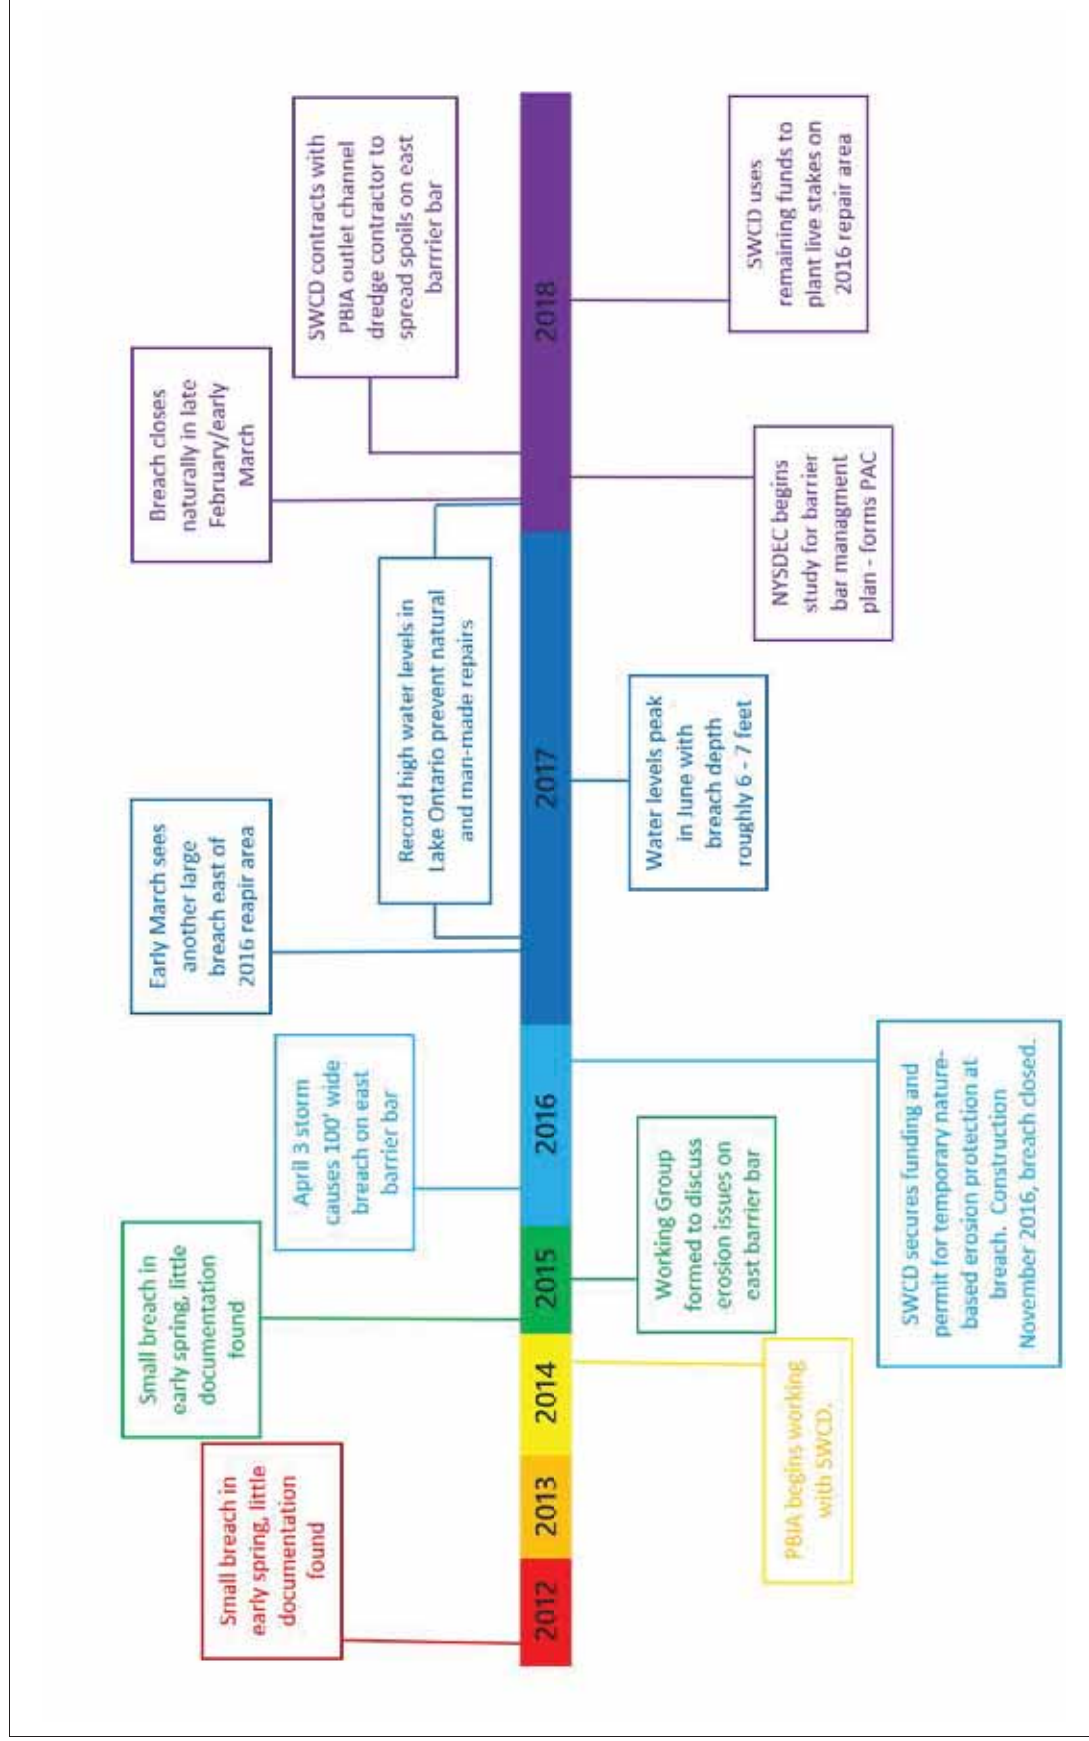 Small breach in
early spring, little
documentation
found
Small breach in
early spring, little
documentation
found
April 3 storm
causes 100' wide
breach on east
barrier bar
Early March sees
another large
breach east of
2016 reapir area
Record high water levels in
Lake Ontario prevent natural
and man-made repairs
Breach closes
naturally in late
February/early
March
SWCD contracts with
PBIA outlet channel
dredge contractor to
spread spoils on east
barrrier bar
2012
2013
2014
2015
2016
2017
2018
PBIA begins working
with SWCD.
Working Group
formed to discuss
erosion issues on
east barrier bar
SWCD secures funding and
permit for temporary nature-
based erosion protection at
breach. Construction
November 2016, breach closed.
Water levels peak
in June with
breach depth
roughly 6 - 7 feet
NYSDEC begins
study for barrier
bar managment
plan - forms PAC
SWCD uses
remaining funds to
plant live stakes on
2016 repair area